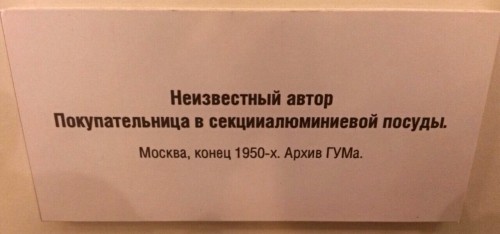 Неизвестный автор
Покупательница в секцииалюминиевой посуды.
Москва, конец 1950-х. Архив ГУМа.